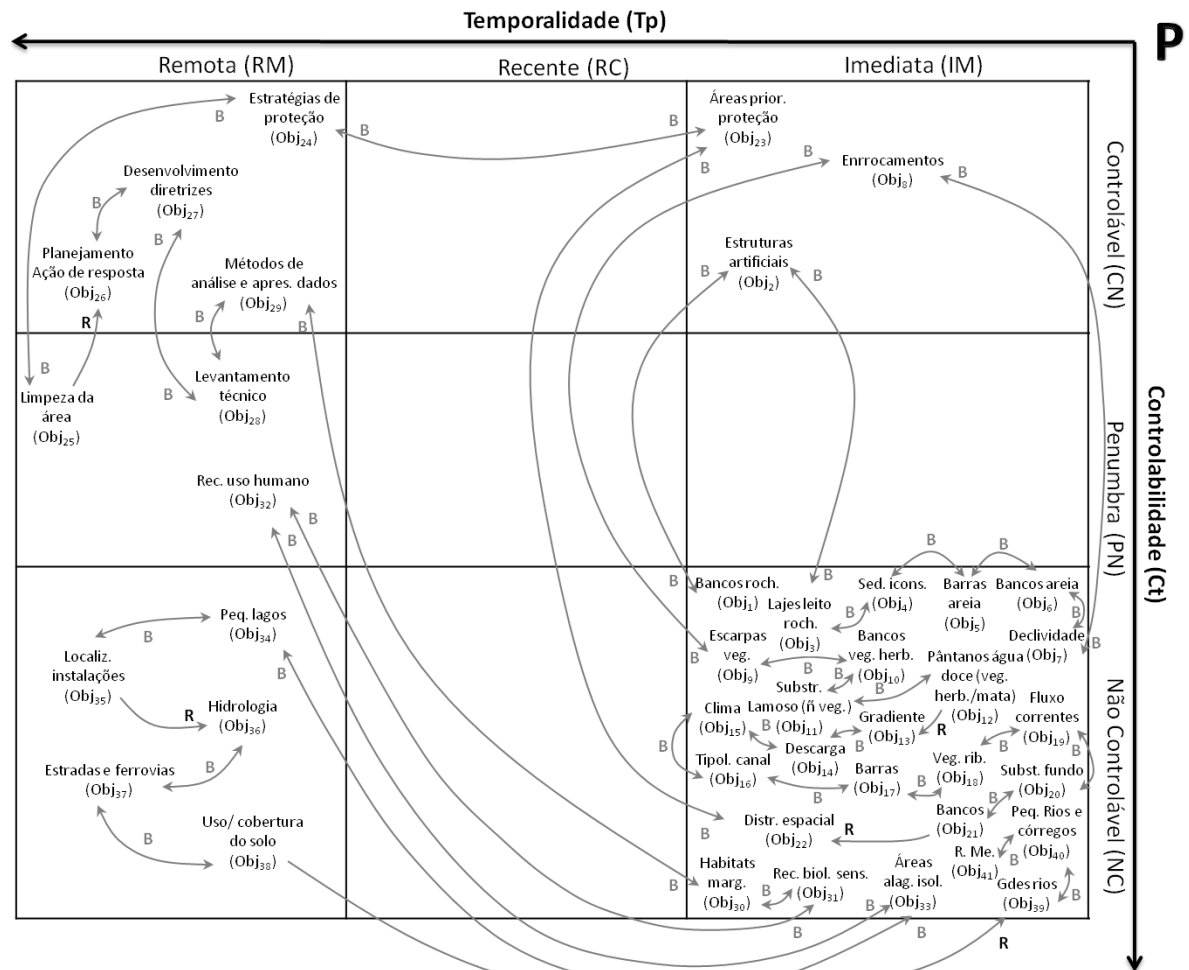 Temporalidade (Tp)
P
Remota (RM)
Recente (RC)
Imediata (IM)
Estratégias de
proteção
(Obj24)
B
B
B
Áreas prior.
proteção
(Obj23)
B
B
B
Enrrocamentos
(Obj8)
B
Desenvolvimento
diretrizes
(Obj27)
B
B
Planejamento
Ação de resposta
(Obj26)
R
Métodos de
análise e apres. dados
(Obj29)
B
B
Estruturas
artificiais
(Obj2)
B
B
Controlável (CN)
B
Limpeza da
área
(Obj25)
B
Levantamento
técnico
(Obj28)
Rec. uso humano
(Obj32)
B
B
Penumbra (PN)
Controlabilidade (Ct)
B
B
B
Bancos roch.
(Obj1)
B
Lajes leito
roch.
(Obj3)
B
Sed. icons.
(Obj4)
Barras
areia
(Obj5)
Bancos areia
(Obj6)
B
Declividade
(Obj7)
B
Escarpas
veg.
(Obj9)
B
B
Bancos
veg. herb.
(Obj10)
B
Pântanos água
doce (veg.
herb./mata)
(Obj12)
B
Substr.
Lamoso (ñ veg.)
(Obj11)
R
Clima
(Obj15)
B
Gradiente
(Obj13)
B
Fluxo
correntes
(Obj19)
B
B
Descarga
(Obj14)
B
Tipol. canal
(Obj16)
B
Barras
(Obj17)
B
Veg. rib.
(Obj18)
Subst. fundo
(Obj20)
B
Bancos
(Obj21)
R
Distr. espacial
(Obj22)
B
Peq. Rios e
córregos
(Obj40)
B
R. Me.
(Obj41)
Gdes rios
(Obj39)
B
R
Habitats
marg.
(Obj30)
B
B
Rec. biol. sens.
(Obj31)
B
Áreas
alag. isol.
(Obj33)
B
B
Não Controlável (NC)
Peq. lagos
(Obj34)
B
B
Localiz.
instalações
(Obj35)
R
Hidrologia
(Obj36)
B
Estradas e ferrovias
(Obj37)
B
Uso/ cobertura
do solo
(Obj38)